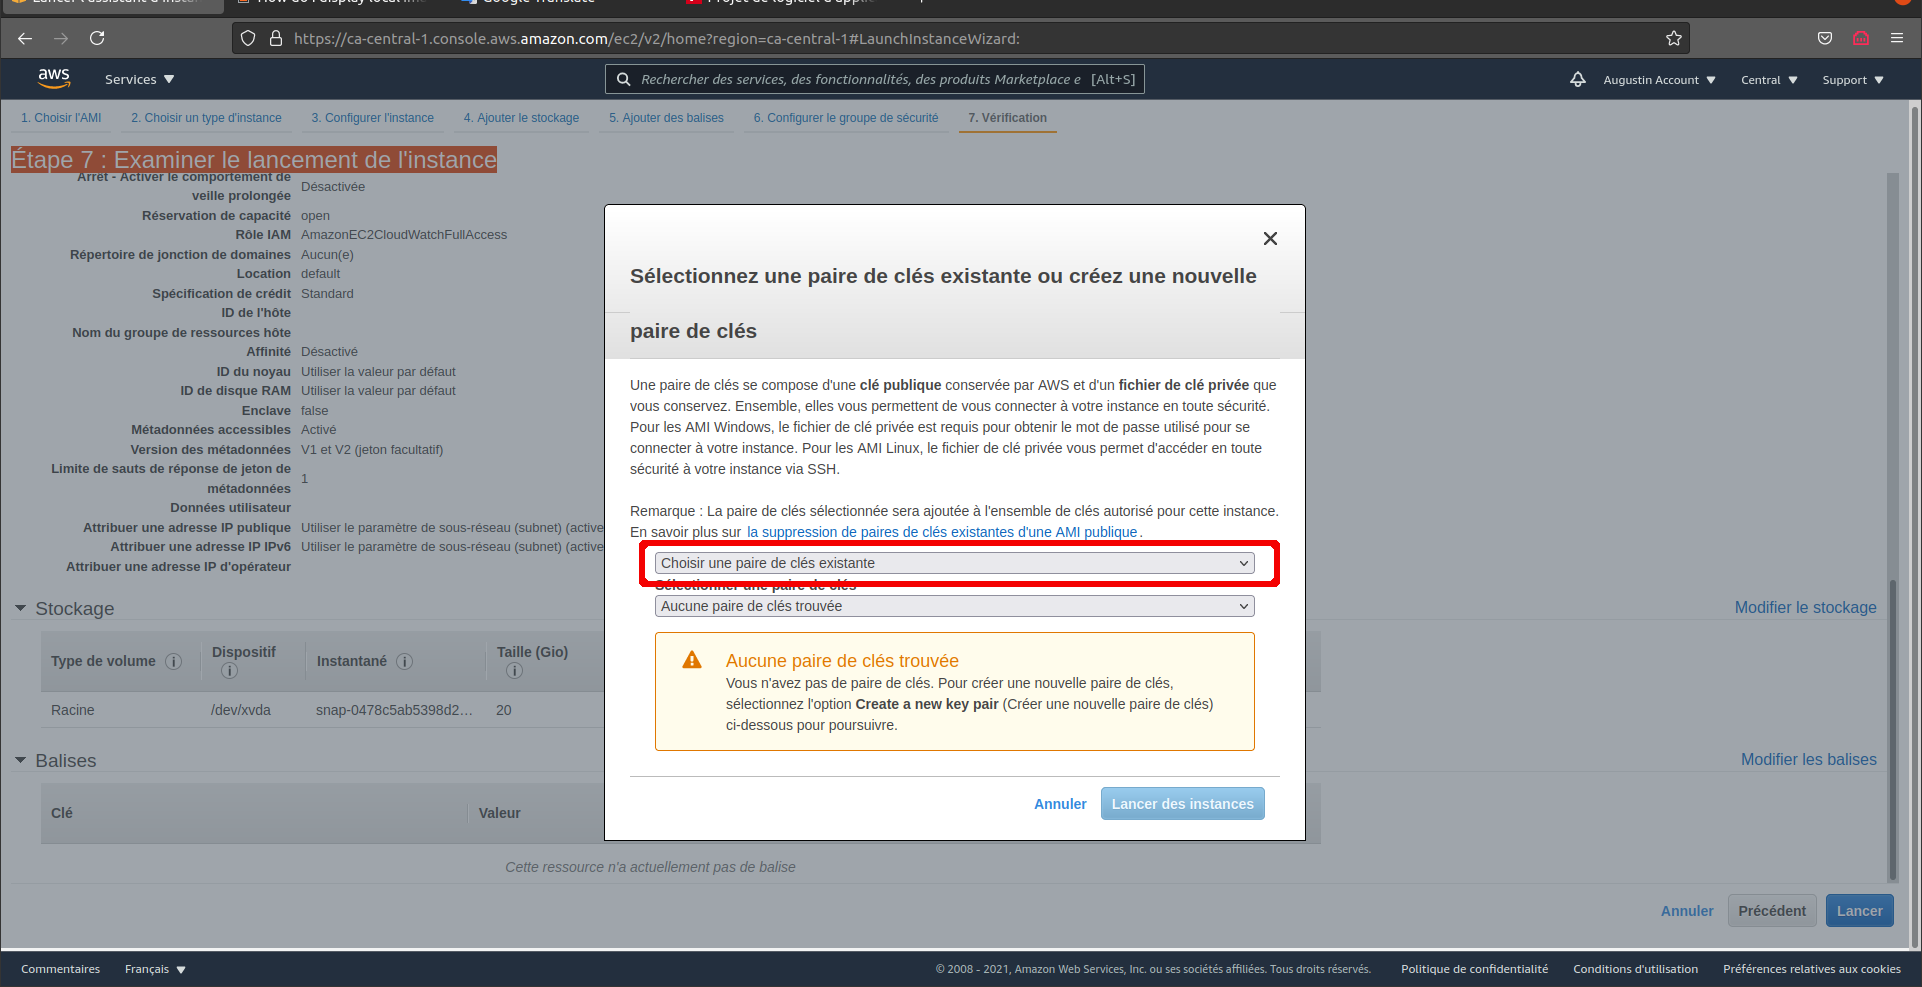 Google Translate
https://ca-central-1.console.aws.amazon.com/ec2/v2/home?region=ca-central-1#LaunchInstanceWizard:
aws
Services
Rechercher des services, des fonctionnalités, des produits Marketplace e [Alt+S]
Augustin Account
Central
Support
1. Choisir l'AMI
2. Choisir un type d'instance
3. Configurer l'instance
4. Ajouter le stockage
5. Ajouter des balises
6. Configurer le groupe de sécurité
7. Vérification
Étape 7 : Examiner le lancement de l'instance
Arrêt - Activer le comportement de
veille prolongée Désactivée
Réservation de capacité open
Rôle IAM AmazonEC2CloudWatchFullAccess
Répertoire de jonction de domaines Aucun(e)
Location default
Spécification de crédit Standard
ID de l'hôte
Nom du groupe de ressources hôte
Affinité Désactivé
ID du noyau Utiliser la valeur par défaut
ID de disque RAM Utiliser la valeur par défaut
Enclave false
Métadonnées accessibles Activé
Version des métadonnées V1 et V2 (jeton facultatif)
Limite de sauts de réponse de jeton de
métadonnées 1
Données utilisateur
Attribuer une adresse IP publique Utiliser le paramètre de sous-réseau (subnet) (active
Attribuer une adresse IP IPv6 Utiliser le paramètre de sous-réseau (subnet) (active
Attribuer une adresse IP d'opérateur
Stockage
Modifier le stockage
Type de volume
Dispositif
Instantané
Taille (Gio)
Racine
/dev/xvda
snap-0478c5ab5398d2...
20
Balises
Modifier les balises
Clé
Valeur
Cette ressource n'a actuellement pas de balise
Sélectionnez une paire de clés existante ou créez une nouvelle
paire de clés
Une paire de clés se compose d'une clé publique conservée par AWS et d'un fichier de clé privée que
vous conservez. Ensemble, elles vous permettent de vous connecter à votre instance en toute sécurité.
Pour les AMI Windows, le fichier de clé privée est requis pour obtenir le mot de passe utilisé pour se
connecter à votre instance. Pour les AMI Linux, le fichier de clé privée vous permet d'accéder en toute
sécurité à votre instance via SSH.
Remarque : La paire de clés sélectionnée sera ajoutée à l'ensemble de clés autorisé pour cette instance.
En savoir plus sur la suppression de paires de clés existantes d'une AMI publique.
Choisir une paire de clés existante
Sélectionner une paire de clés
Aucune paire de clés trouvée
Aucune paire de clés trouvée
Vous n'avez pas de paire de clés. Pour créer une nouvelle paire de clés,
sélectionnez l'option Create a new key pair (Créer une nouvelle paire de clés)
ci-dessous pour poursuivre.
Annuler
Lancer des instances
Annuler
Précédent
Lancer
Commentaires
Français
© 2008 - 2021, Amazon Web Services, Inc. ou ses sociétés affiliées. Tous droits réservés.
Politique de confidentialité
Conditions d'utilisation
Préférences relatives aux cookies